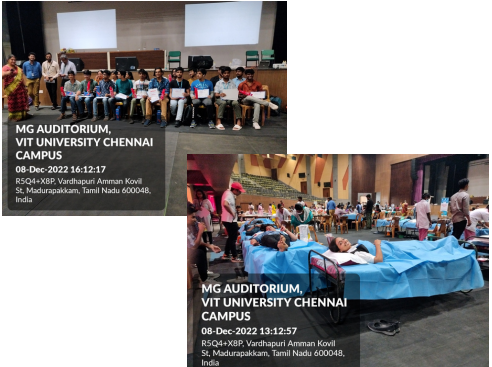 MG AUDITORIUM,
VIT UNIVERSITY CHENNAI
CAMPUS
08-Dec-2022 16:12:17
R5Q4+X8P, Vardhapuri Amman Kovil
St, Madurapakkam, Tamil Nadu 600048,
India
MG AUDITORIUM,
VIT UNIVERSITY CHENNAI
CAMPUS
08-Dec-2022 13:12:57
R5Q4+X8P, Vardhapuri Amman Kovil
St, Madurapakkam, Tamil Nadu 600048,
India